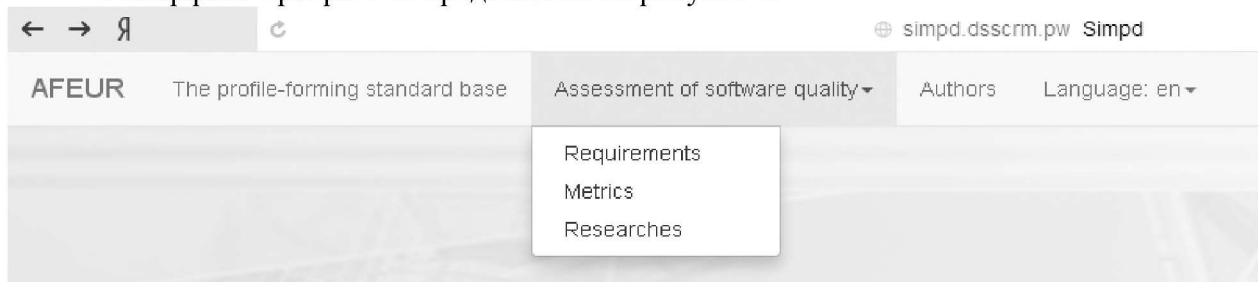 ← → Я simpd.dsscrm.pw Simpd
AFEUR The profile-forming standard base Assessment of software quality Authors Language: en
Requirements
Metrics
Researches